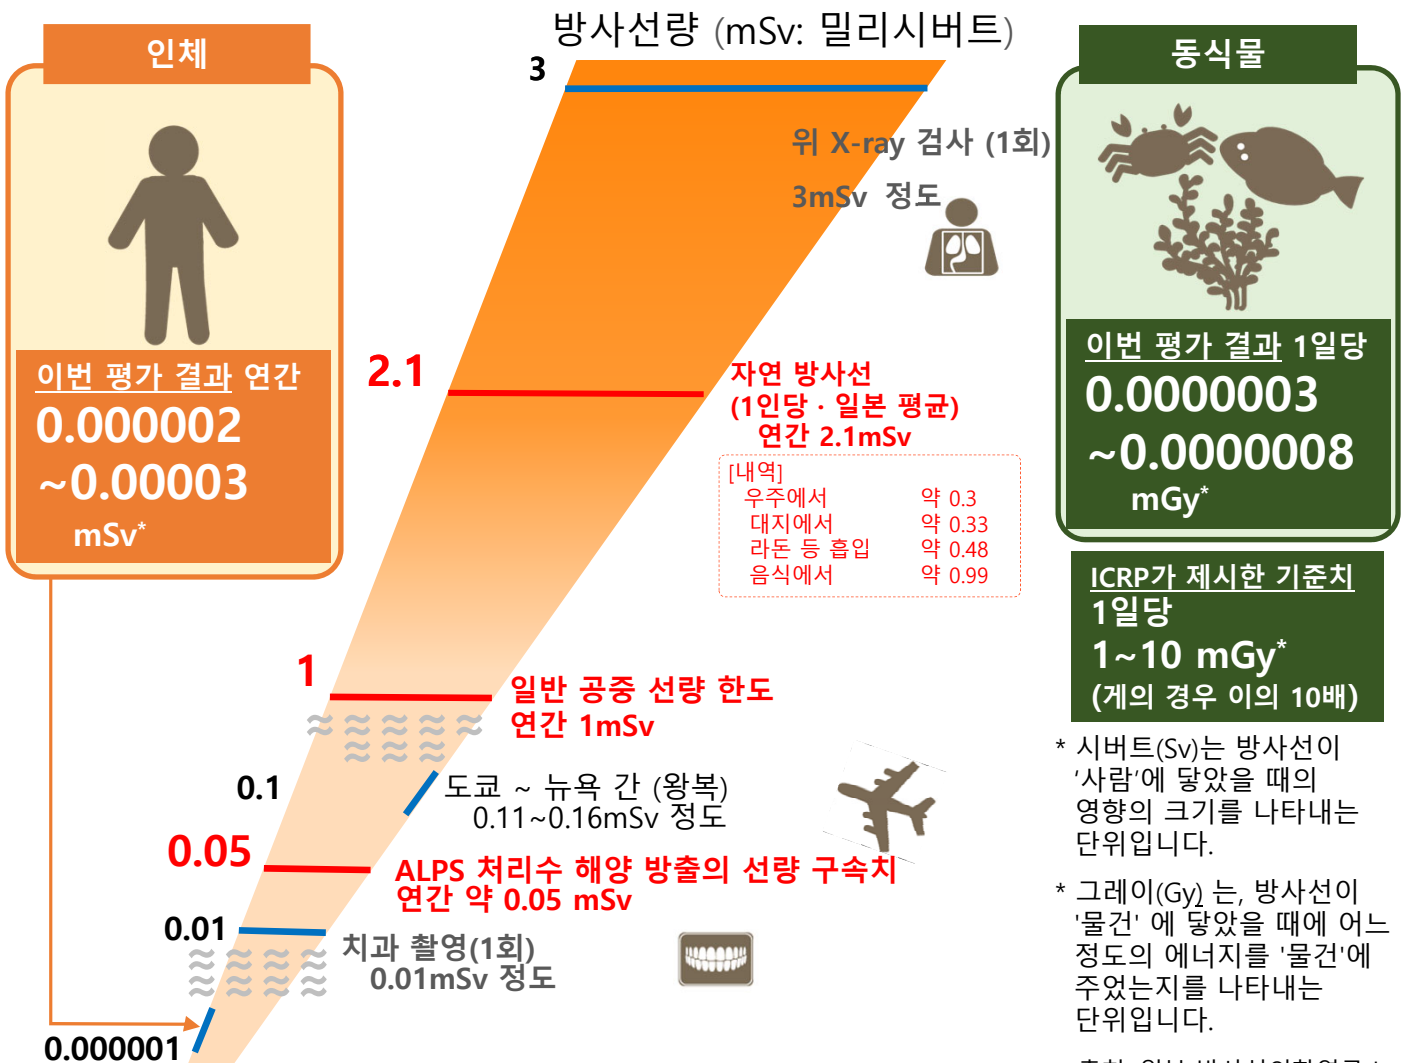 방사선량 (mSv: 밀리시버트)
인체
이번 평가 결과 연간
0.000002
~0.00003
mSv*
3
위 X-ray 검사 (1회)
3mSv 정도
2.1
자연 방사선
(1인당 · 일본 평균)
연간 2.1mSv
[내역]
우주에서 약 0.3
대지에서 약 0.33
라돈 등 흡입 약 0.48
음식에서 약 0.99
1
일반 공중 선량 한도
연간 1mSv
0.1
도쿄 ~ 뉴욕 간 (왕복)
0.11~0.16mSv 정도
0.05
ALPS 처리수 해양 방출의 선량 구속치
연간 약 0.05 mSv
0.01
치과 촬영(1회)
0.01mSv 정도
0.000001
동식물
이번 평가 결과 1일당
0.0000003
~0.0000008
mGy*
ICRP가 제시한 기준치
1일당
1~10 mGy*
(게의 경우 이의 10배)
* 시버트(Sv)는 방사선이
'사람'에 닿았을 때의
영향의 크기를 나타내는
단위입니다.
* 그레이(Gy) 는, 방사선이
'물건' 에 닿았을 때에 어느
정도의 에너지를 '물건'에
주었는지를 나타내는
단위입니다.